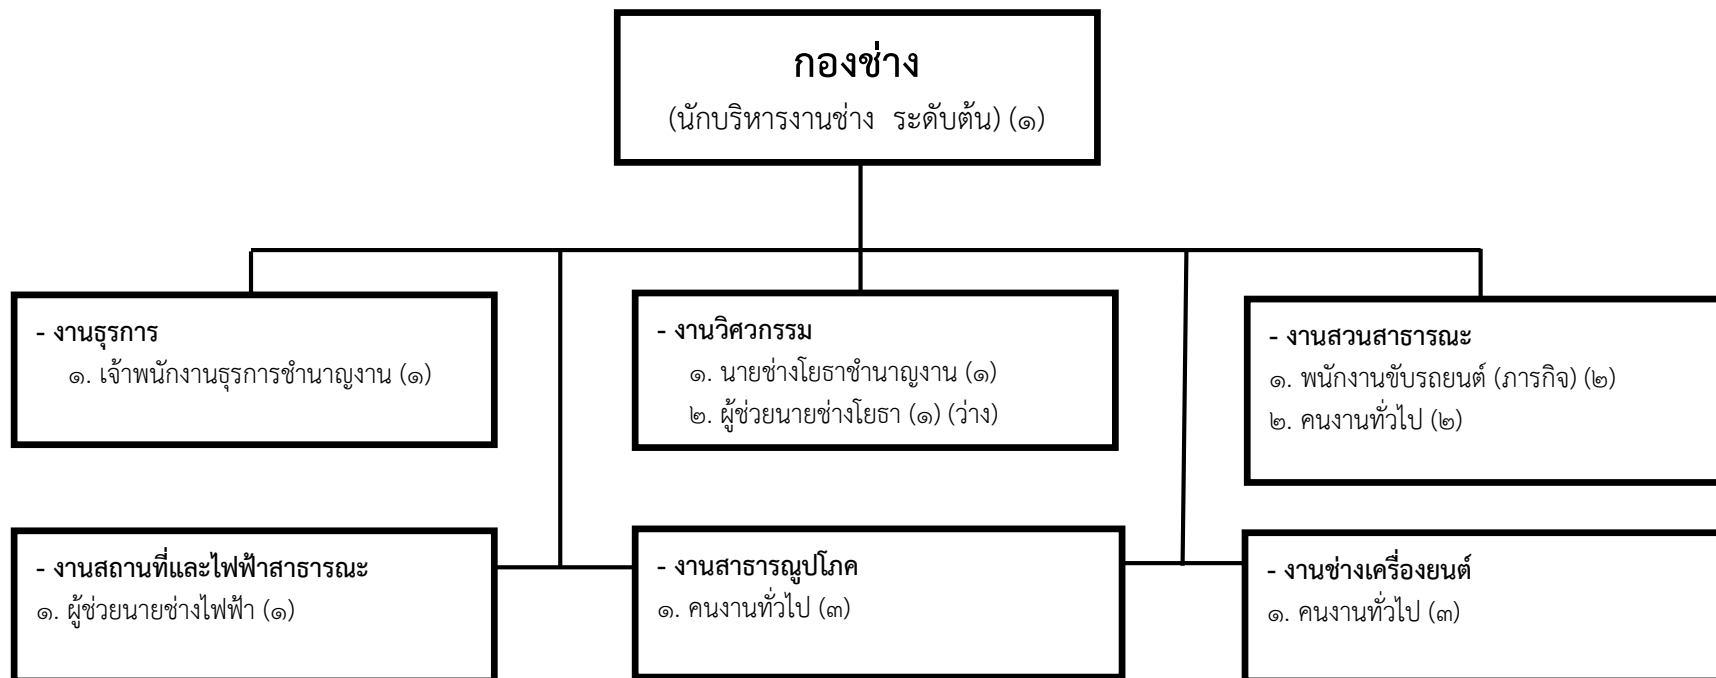 กองช่าง
(นักบริหารงานช่าง ระดับต้น) (๑)
- งานธุรการ
๑. เจ้าพนักงานธุรการชำนาญงาน (๑)
- งานวิศวกรรม
๑. นายช่างโยธาชำนาญงาน (๑)
๒. ผู้ช่วยนายช่างโยธา (๑) (ว่าง)
- งานสวนสาธารณะ
๑. พนักงานขับรถยนต์ (ภารกิจ) (๒)
๒. คนงานทั่วไป (๒)
- งานสถานที่และไฟฟ้าสาธารณะ
๑. ผู้ช่วยนายช่างไฟฟ้า (๑)
- งานสาธารณูปโภค
๑. คนงานทั่วไป (๓)
- งานช่างเครื่องยนต์
๑. คนงานทั่วไป (๓)